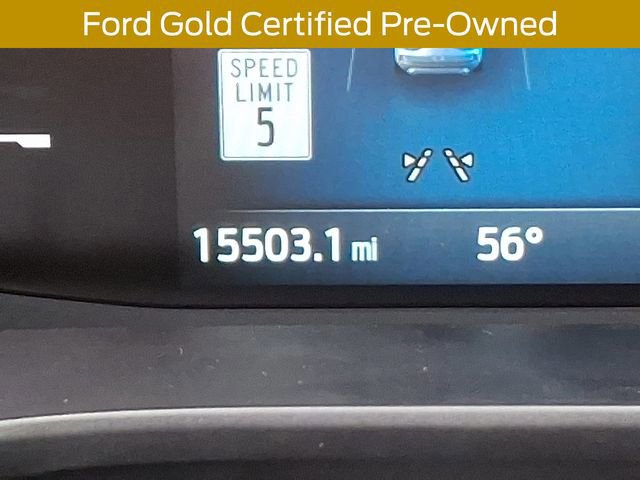 Ford Gold Certified Pre-Owned
SPEED
LIMIT
5
15503.1 mi 56°